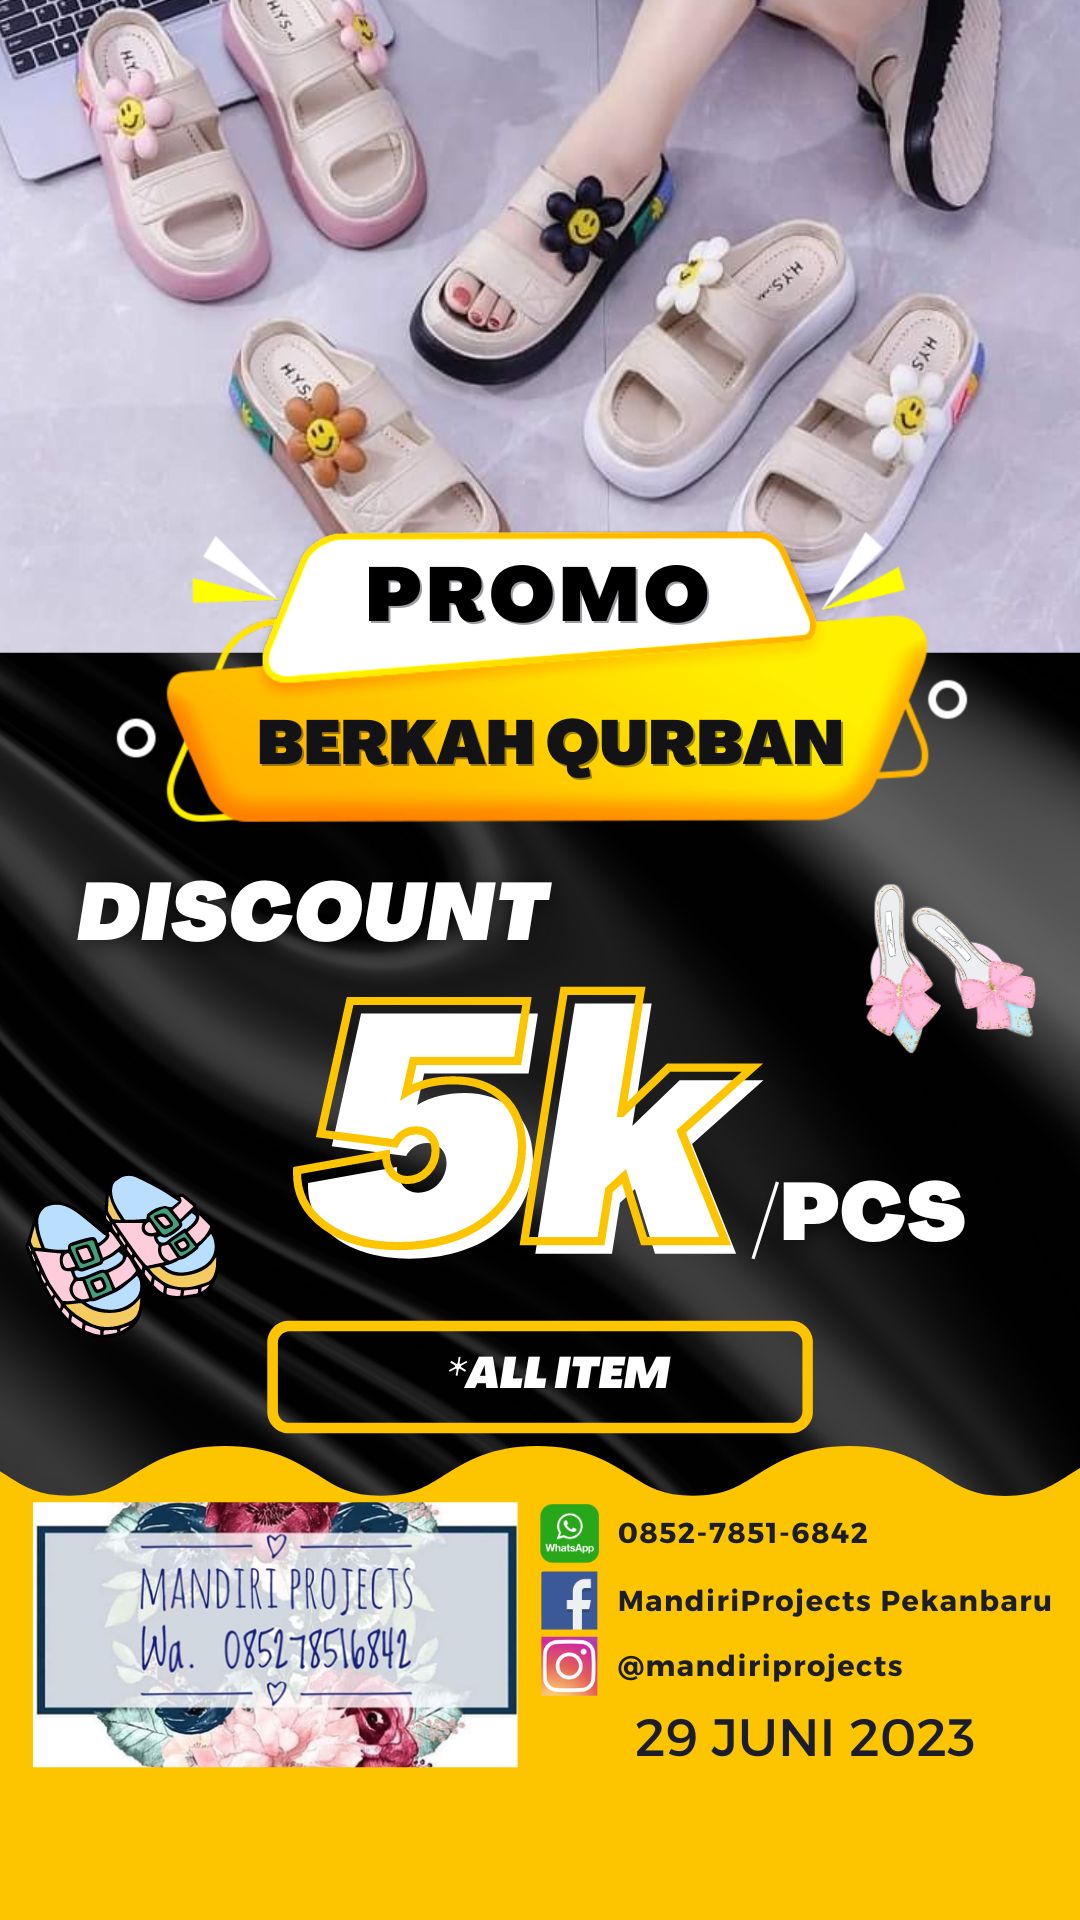 H.Y.S.
H.Y.S.
H.Y.S.
H.Y.S.
PROMO
BERKAH QURBAN
DISCOUNT
5k
/PCS
*ALL ITEM
MANDIRI PROJECTS
Wa. 085278516842
WhatsApp
0852-7851-6842
MandiriProjects Pekanbaru
@mandiriprojects
29 JUNI 2023